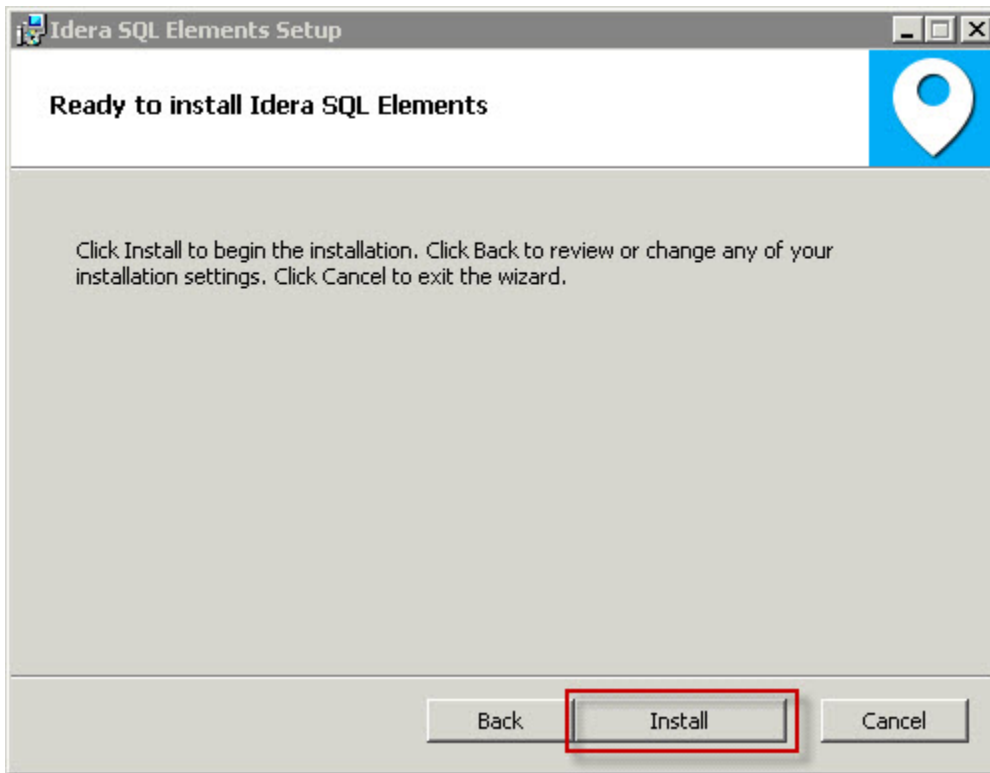 Idera SQL Elements Setup
Ready to install Idera SQL Elements
Click Install to begin the installation. Click Back to review or change any of your
installation settings. Click Cancel to exit the wizard.
Back Install Cancel